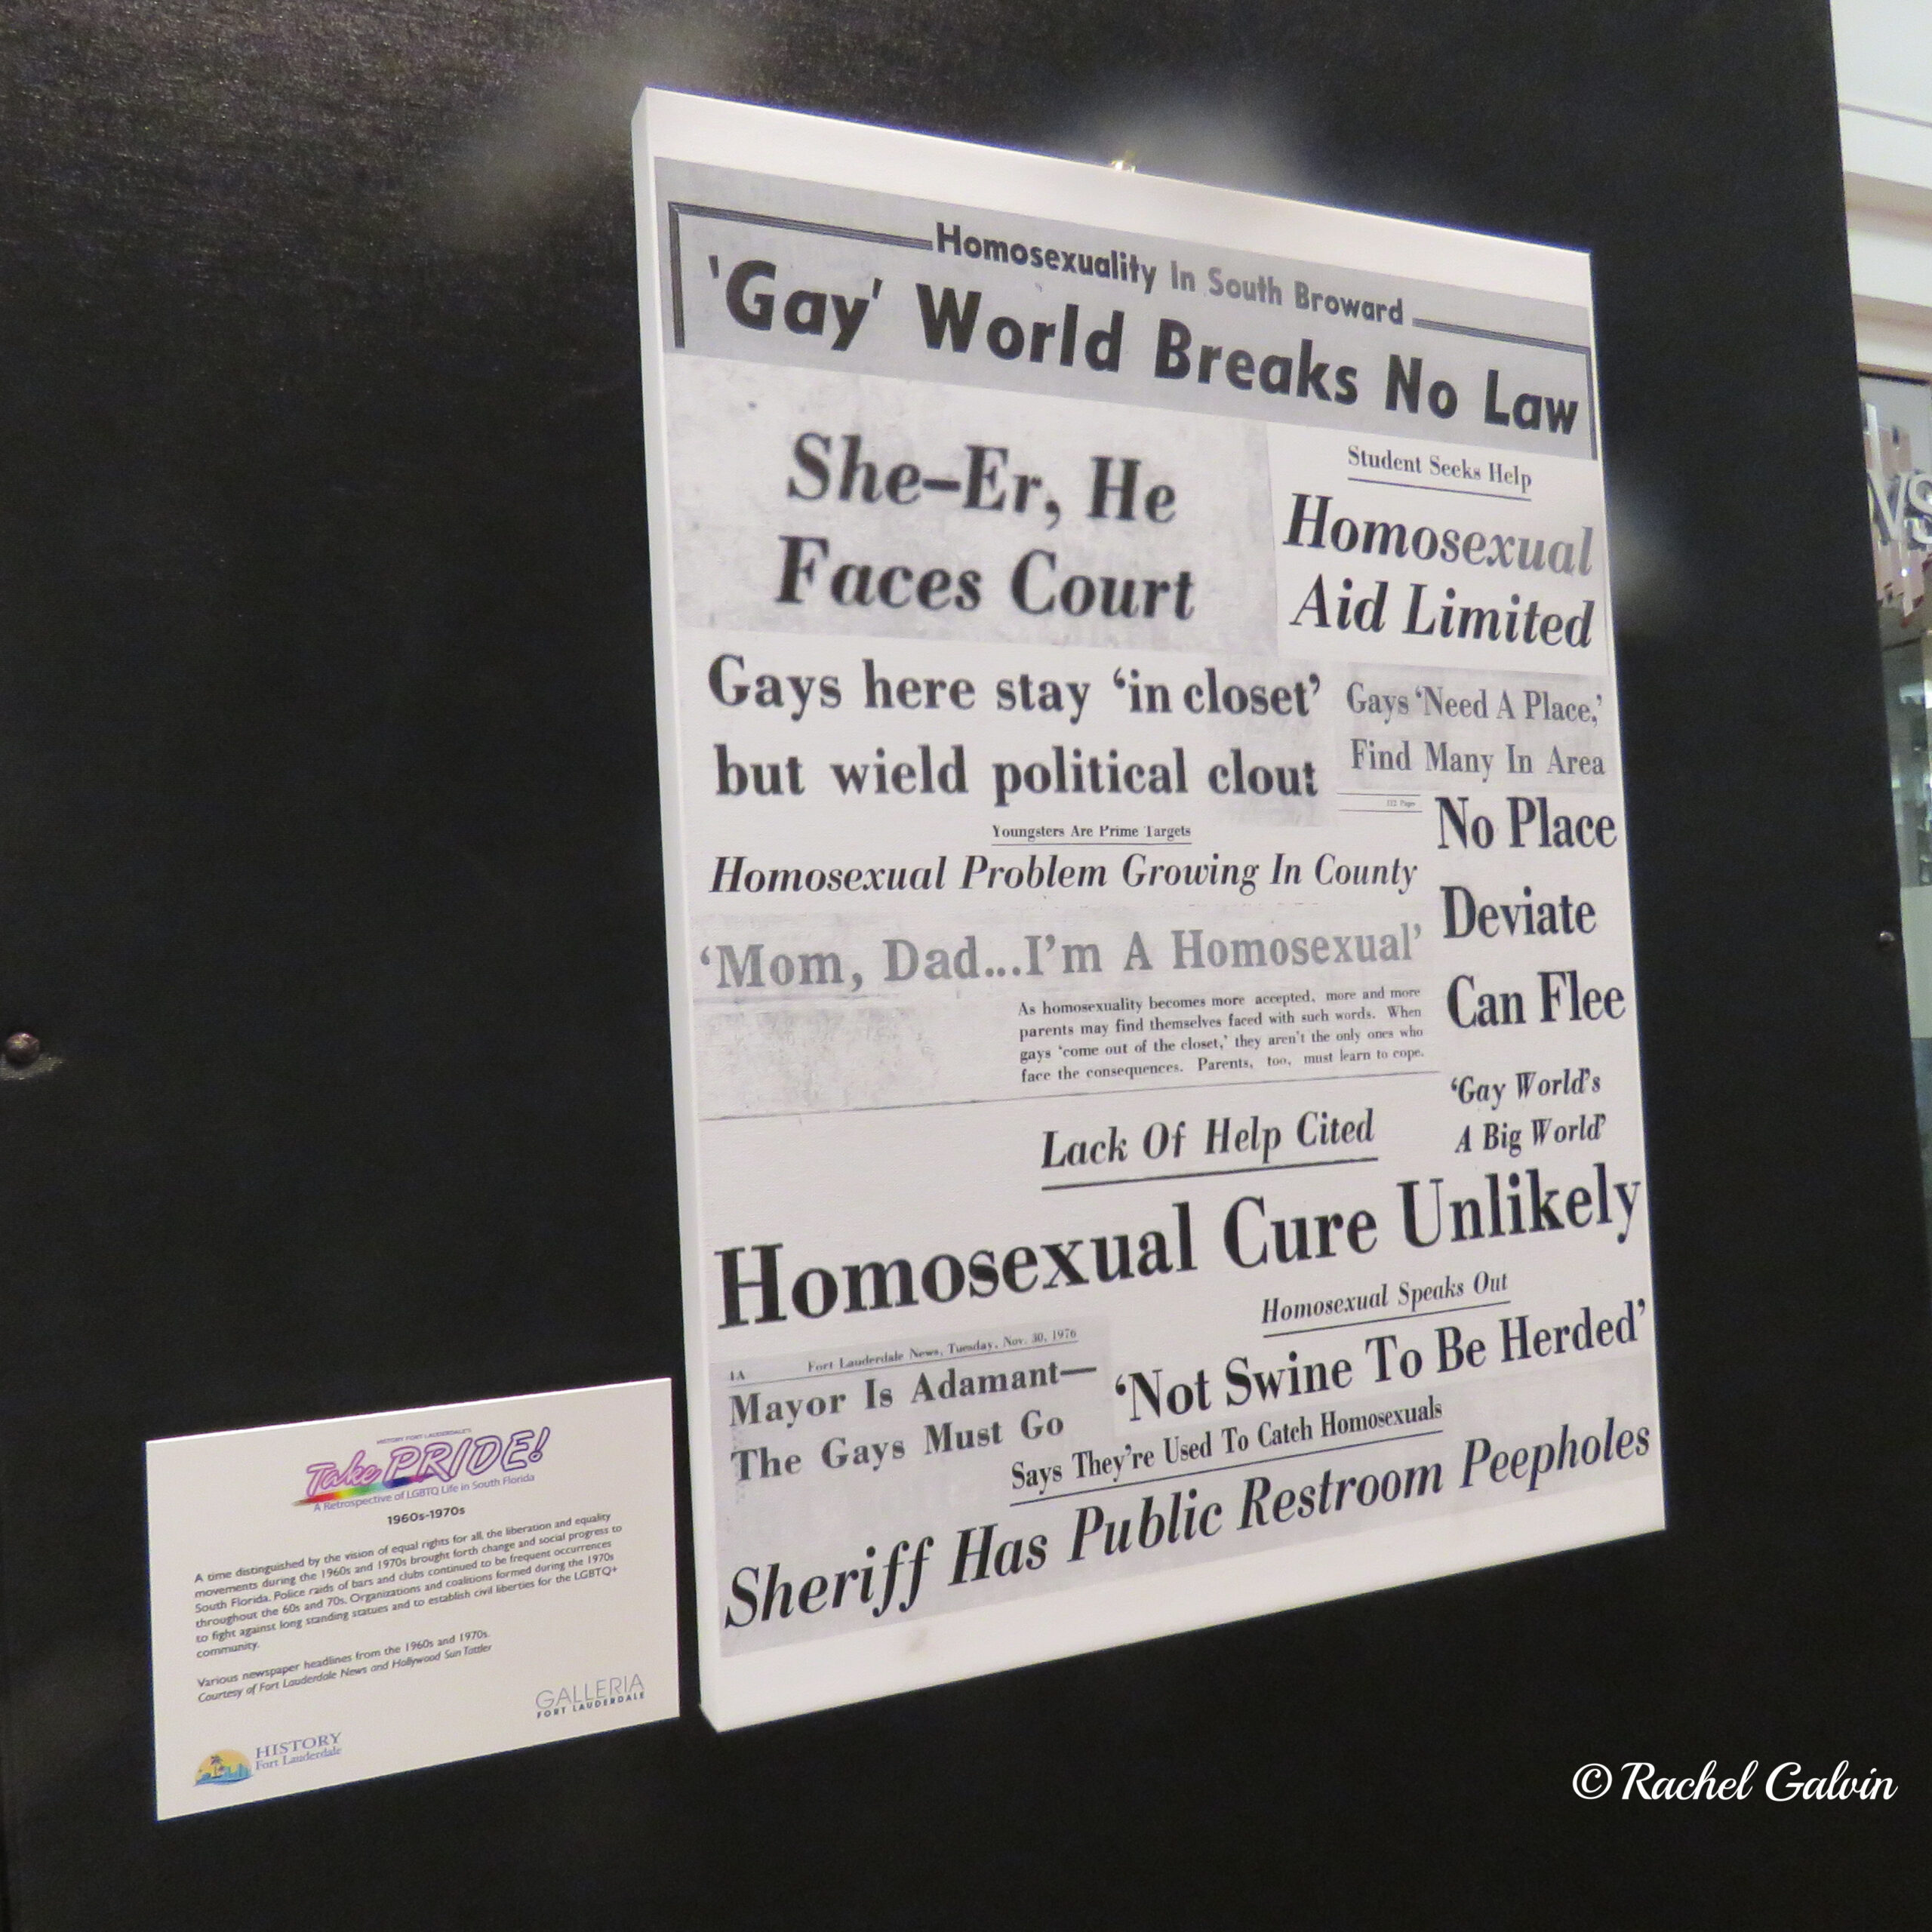 Homosexuality In South Broward
'Gay' World Breaks No Law
She-Er, He
Faces Court
Student Seeks Help
Homosexual
Aid Limited
Gays here stay 'in closet'
but wield political clout
Gays 'Need A Place,'
Find Many In Area
Youngsters Are Prime Targets
Homosexual Problem Growing In County
No Place
Deviate
Can Flee
'Mom, Dad...I'm A Homosexual'
As homosexuality becomes more accepted, more and more
parents may find themselves faced with such words. When
gays 'come out of the closet,' they aren't the only ones who
face the consequences. Parents, too, must learn to cope.
'Gay World's
A Big World'
Lack Of Help Cited
Homosexual Cure Unlikely
Homosexual Speaks Out
'Not Swine To Be Herded'
4A Fort Lauderdale News, Tuesday, Nov. 30, 1976
Mayor Is Adamant—
The Gays Must Go
Says They're Used To Catch Homosexuals
Sheriff Has Public Restroom Peepholes
HISTORY FORT LAUDERDALE'S
Take PRIDE!
A Retrospective of LGBTQ Life in South Florida
1960s-1970s
A time distinguished by the vision of equal rights for all, the liberation and equality
movements during the 1960s and 1970s brought forth change and social progress to
South Florida. Police raids of bars and clubs continued to be frequent occurrences
throughout the 60s and 70s. Organizations and coalitions formed during the 1970s
to fight against long standing statues and to establish civil liberties for the LGBTQ+
community.
Various newspaper headlines from the 1960s and 1970s.
Courtesy of Fort Lauderdale News and Hollywood Sun Tattler
GALLERIA
FORT LAUDERDALE
HISTORY
Fort Lauderdale
© Rachel Galvin